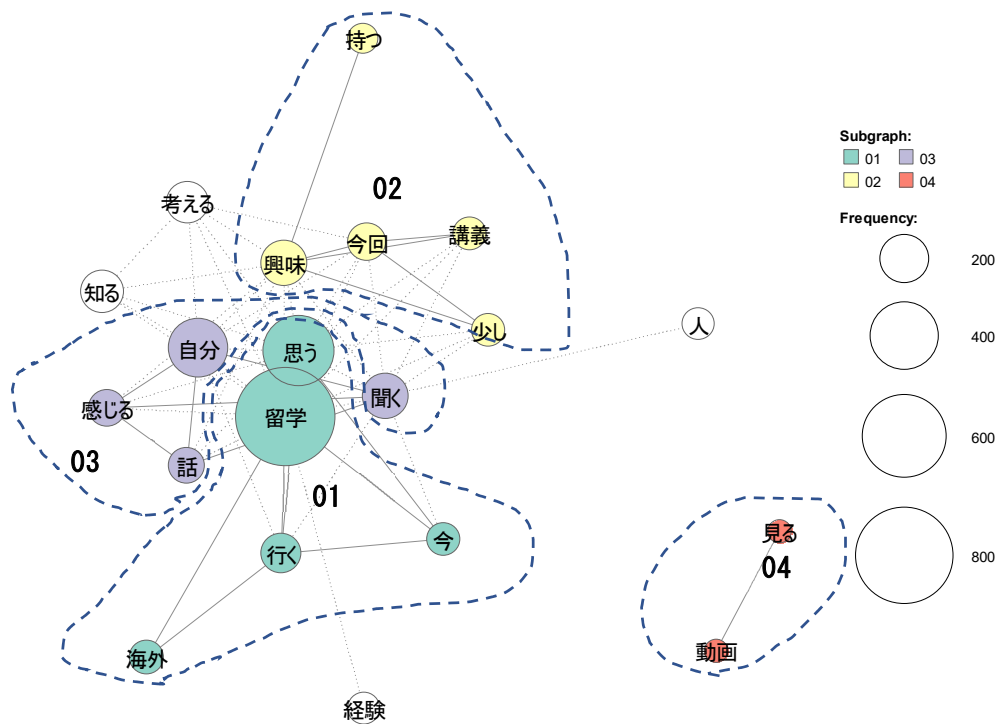 持つ
Subgraph:
01 03
02 04
02
考える
Frequency:
今回
講義
興味
200
知る
人
少し
400
自分
思う
聞く
感じる
留学
600
03
話
01
見る
今
行く
04
800
動画
海外
経験